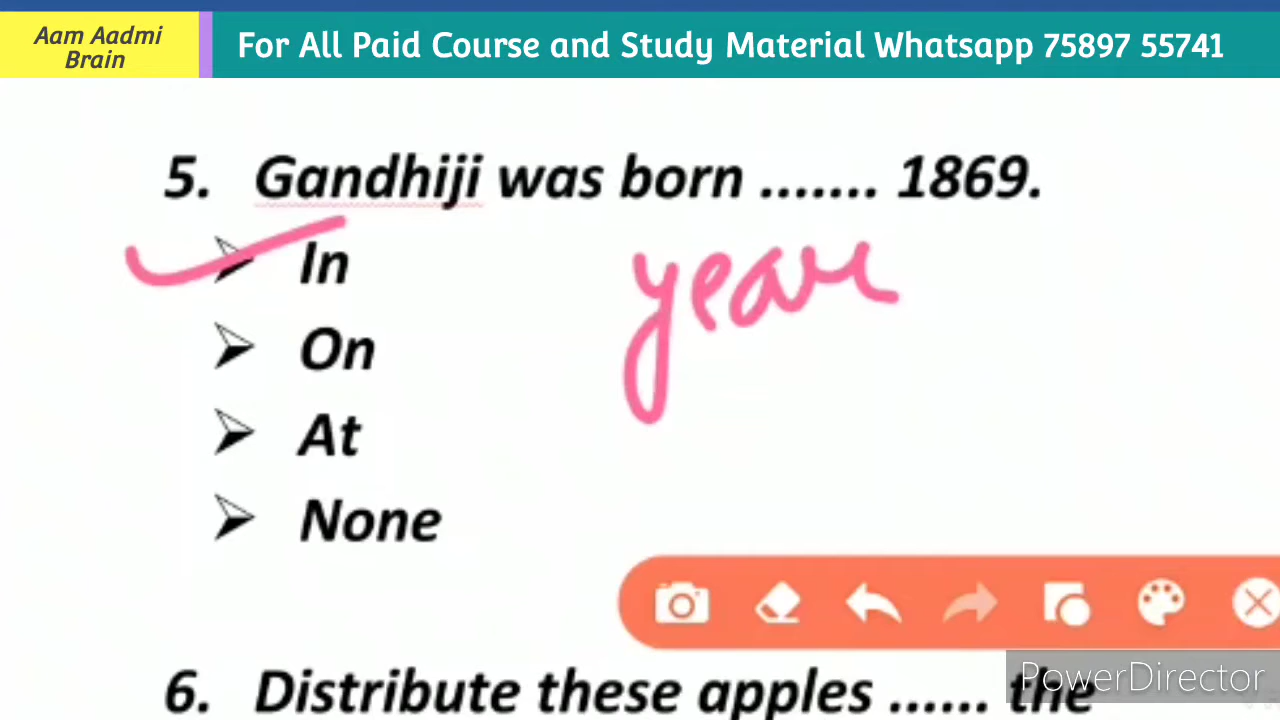 Aam Aadmi
Brain
For All Paid Course and Study Material Whatsapp 75897 55741
5. Gandhiji was born ....... 1869.
➢ In
year
➢ On
➢ At
➢ None
6. Distribute these apples ...... the
PowerDirector